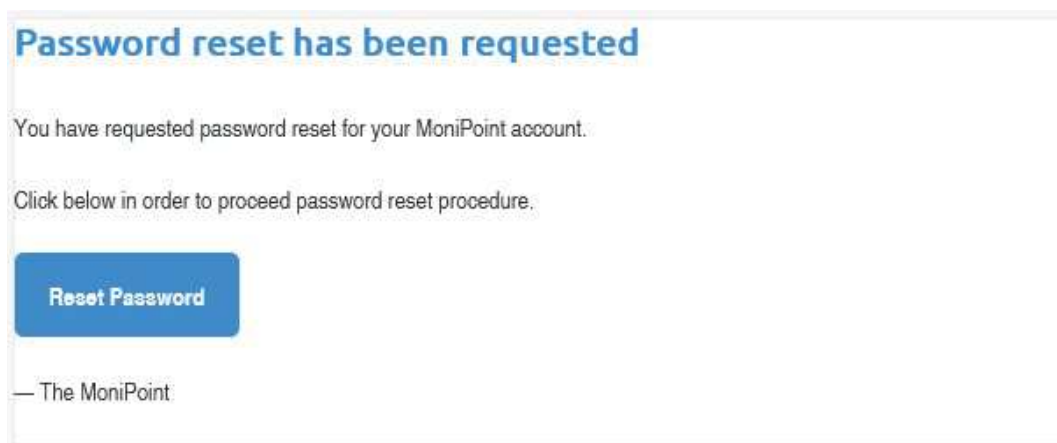 Password reset has been requested
You have requested password reset for your MoniPoint account.
Click below in order to proceed password reset procedure.
Reset Password
— The MoniPoint